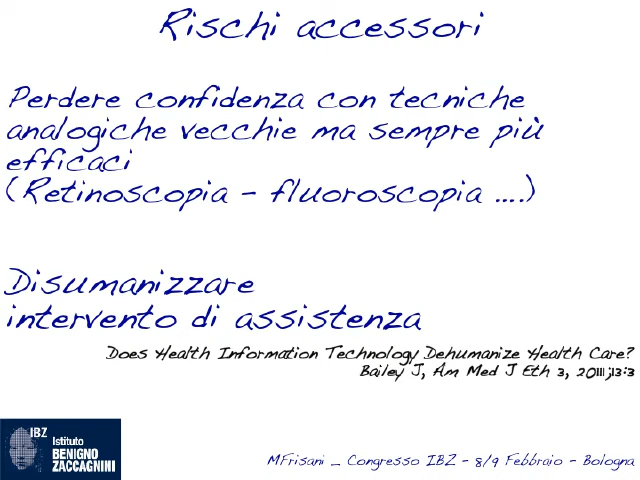 Rischi accessori
Perdere confidenza con tecniche
analogiche vecchie ma sempre più
efficaci
(Retinoscopia - fluoroscopia ....)
Disumanizzare
intervento di assistenza
Does Health Information Technology Dehumanize Health Care?
Bailey J, Am Med J Eth 3, 2011;13:3
IBZ Istituto
BENIGNO
ZACCAGNINI
MFrisani _ Congresso IBZ - 8/9 Febbraio - Bologna